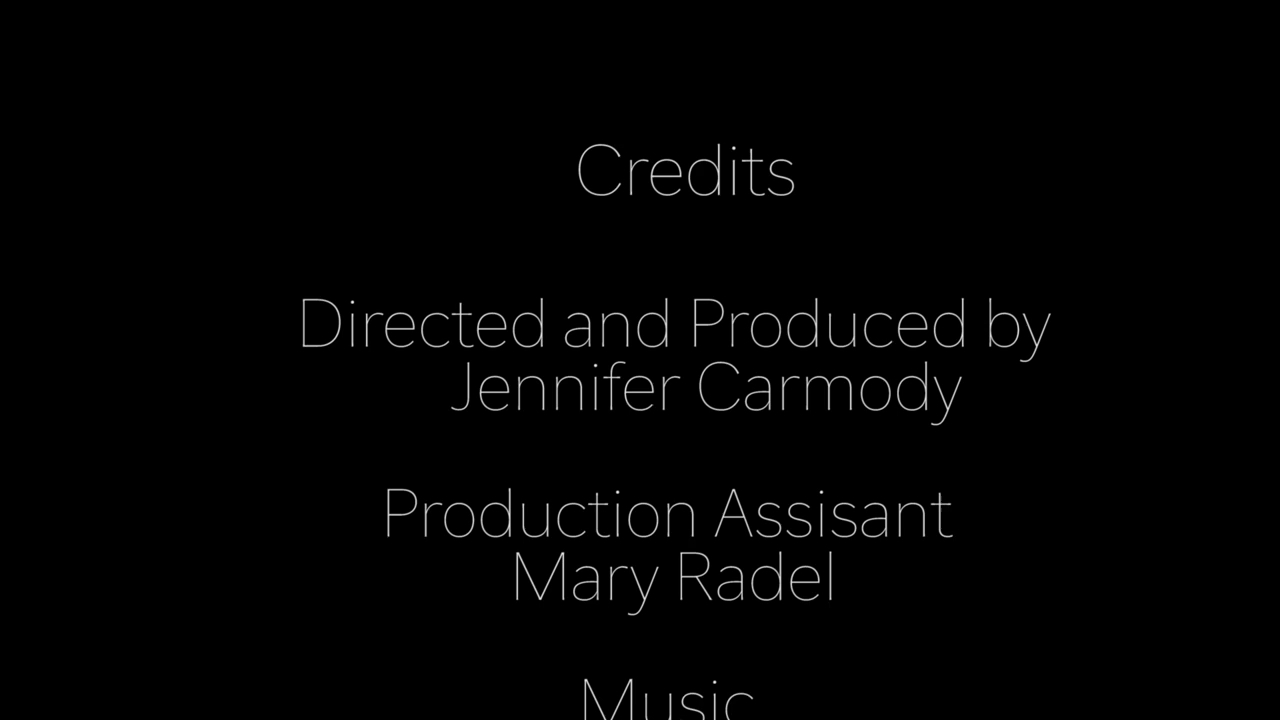 Credits
Directed and Produced by
Jennifer Carmody
Production Assisant
Mary Radel
Music